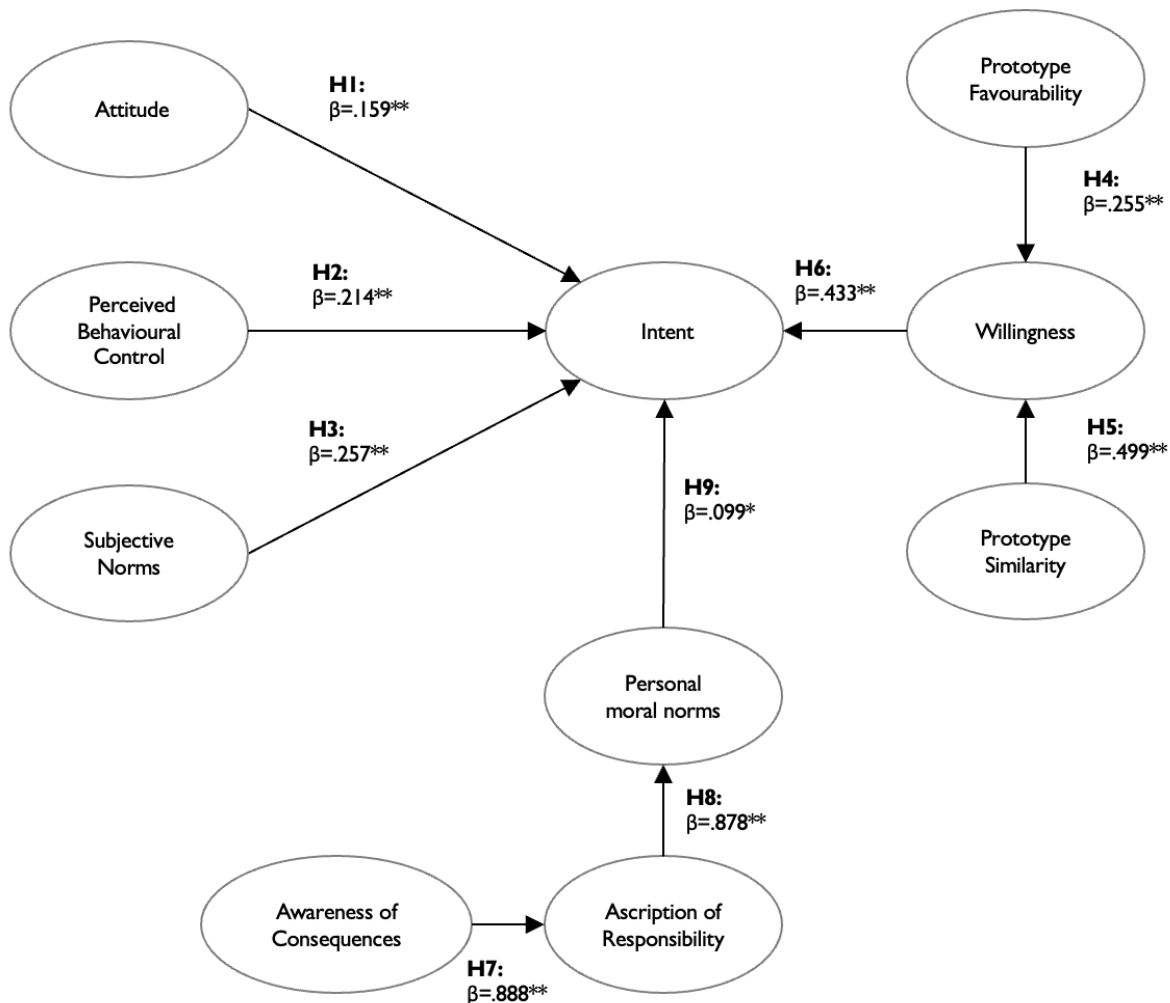 Attitude
H1:
β=.159**
Prototype
Favourability
H4:
β=.255**
Perceived
Behavioural
Control
H2:
β=.214**
Intent
H6:
β=.433**
Willingness
H3:
β=.257**
Subjective
Norms
H9:
β=.099*
H5:
β=.499**
Prototype
Similarity
Personal
moral norms
H8:
β=.878**
Awareness of
Consequences
H7:
β=.888**
Ascription of
Responsibility